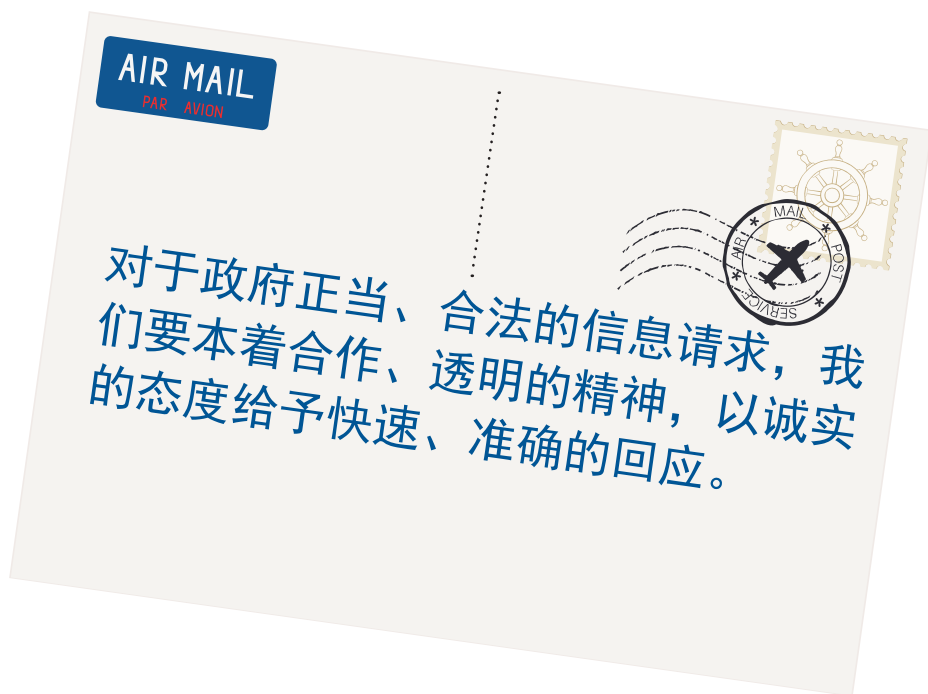 AIR MAIL
PAR AVION
AIR MAIL POST SERVICE
对于政府正当、合法的信息请求，我
们要本着合作、透明的精神，以诚实
的态度给予快速、准确的回应。